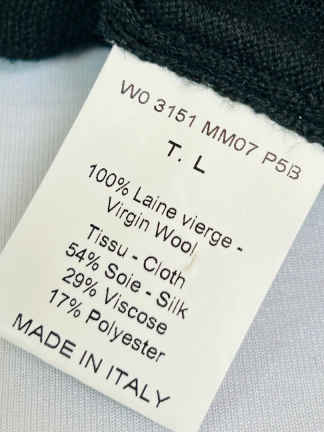 W0 3151 MM07 P5B
T. L
100% Laine vierge -
Virgin Wool
Tissu - Cloth
54% Soie - Silk
29% Viscose
17% Polyester
MADE IN ITALY